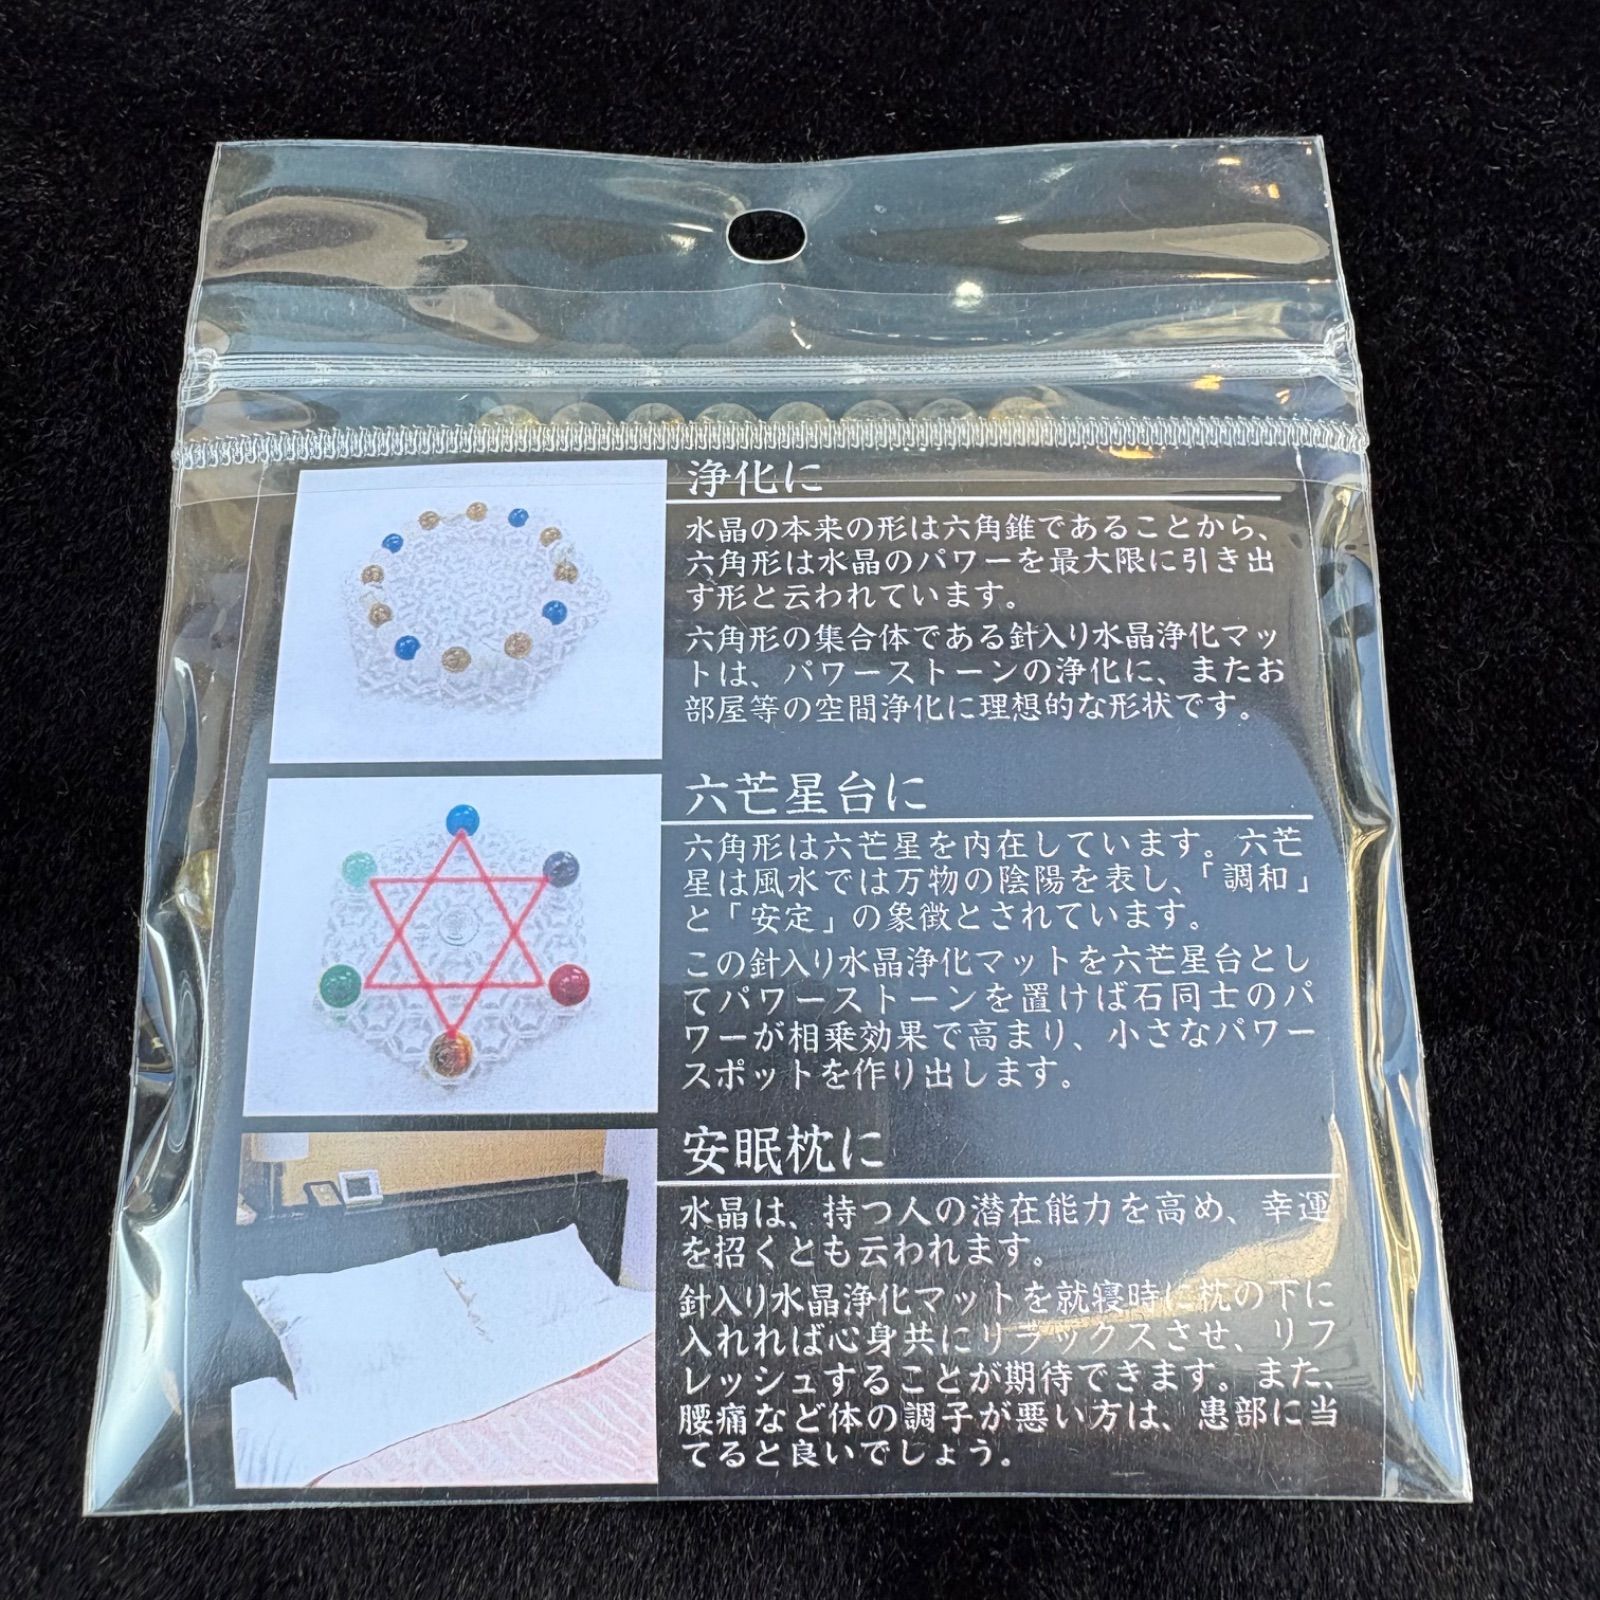 浄化に
水晶の本来の形は六角錐であることから、
六角形は水晶のパワーを最大限に引き出
す形と云われています。
六角形の集合体である針入り水晶浄化マッ
トは、パワーストーンの浄化に、またお
部屋等の空間浄化に理想的な形状です。
六芒星台に
六角形は六芒星を内在しています。六芒
星は風水では万物の陰陽を表し、「調和」
と「安定」の象徴とされています。
この針入り水晶浄化マットを六芒星台とし
てパワーストーンを置けば石同士のパ
ワーが相乗効果で高まり、小さなパワー
スポットを作り出します。
安眠枕に
水晶は、持つ人の潜在能力を高め、幸運
を招くとも云われます。
針入り水晶浄化マットを就寝時に枕の下に
入れれば心身共にリラックスさせ、リフ
レッシュすることが期待できます。また、
腰痛など体の調子が悪い方は、患部に当
てると良いでしょう。